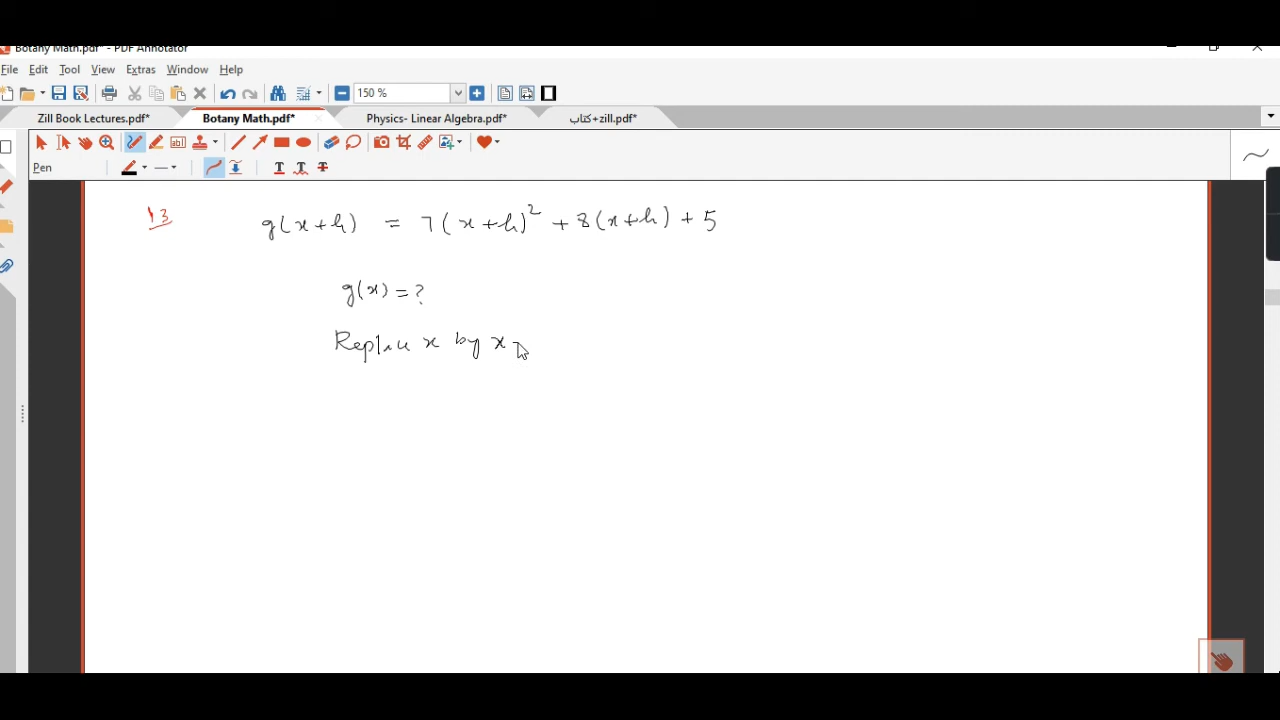 Botany Math.pdf* - PDF Annotator
File Edit Tool View Extras Window Help
150 %
Zill Book Lectures.pdf* Botany Math.pdf* Physics- Linear Algebra.pdf* كتاب+zill.pdf*
Pen
13 g(x+h) = 7(x+h)² + 8(x+h) + 5
g(x) = ?
Replace x by x -